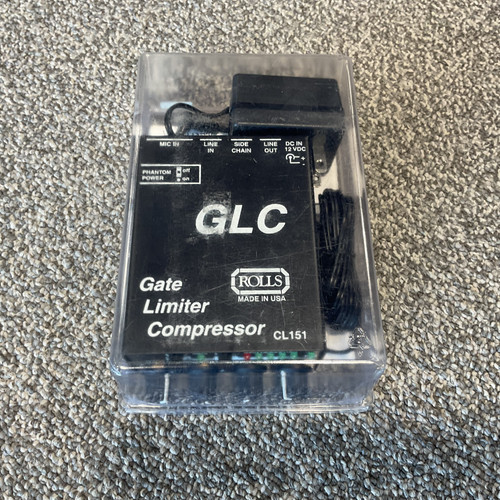 MIC IN LINE IN SIDE CHAIN LINE OUT DC IN 12 VDC
+
PHANTOM POWER off on
GLC
ROLLS
MADE IN USA
Gate
Limiter
Compressor
CL151